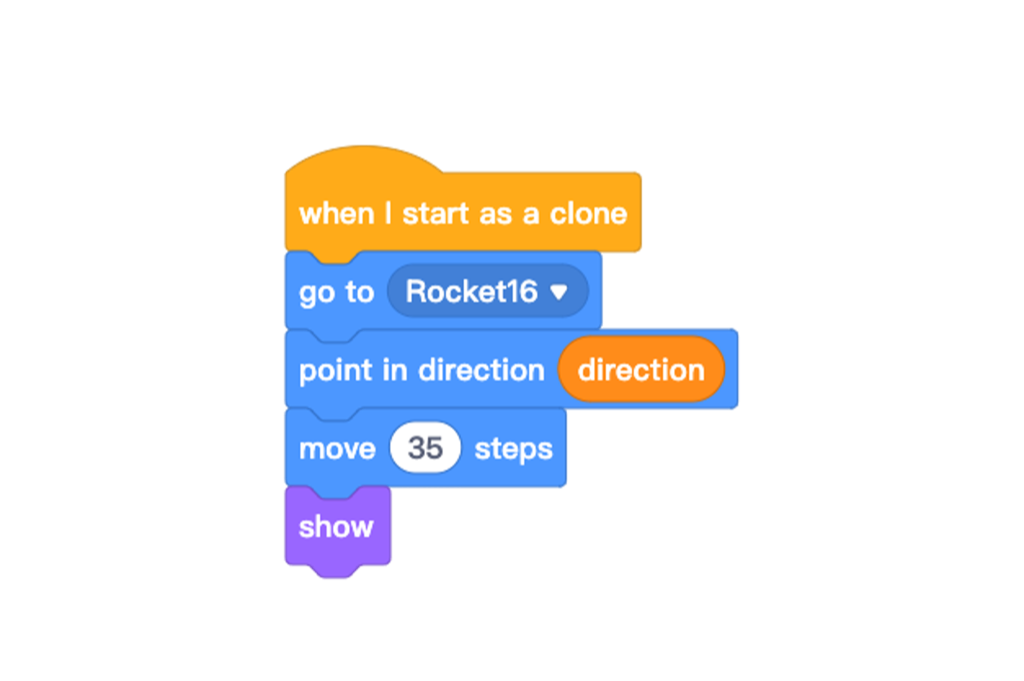 when I start as a clone
go to Rocket16
point in direction direction
move 35 steps
show